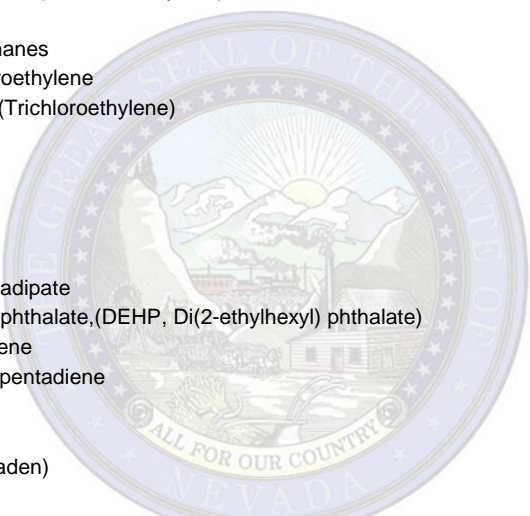 hanes
roethylene
(Trichloroethylene)
adipate
phthalate,(DEHP, Di(2-ethylhexyl) phthalate)
ene
pentadiene
aden)
THE GREAT SEAL OF THE STATE OF
ALL FOR OUR COUNTRY
NEVADA